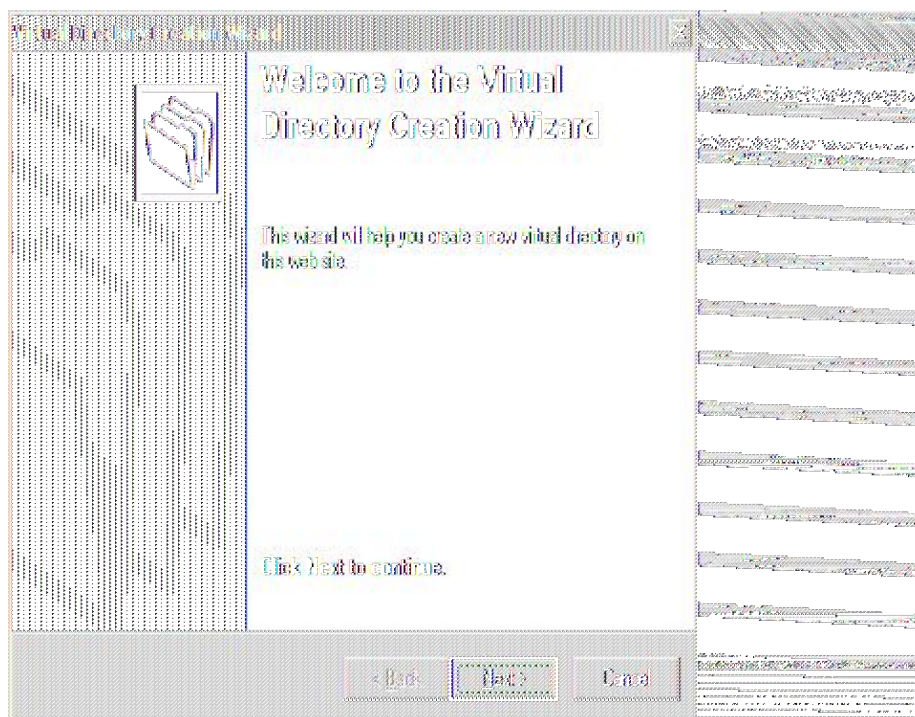 Virtual Directory Creation Wizard
Welcome to the Virtual
Directory Creation Wizard
This wizard will help you create a new virtual directory on
this web site.
Click Next to continue.
< Back
Next >
Cancel